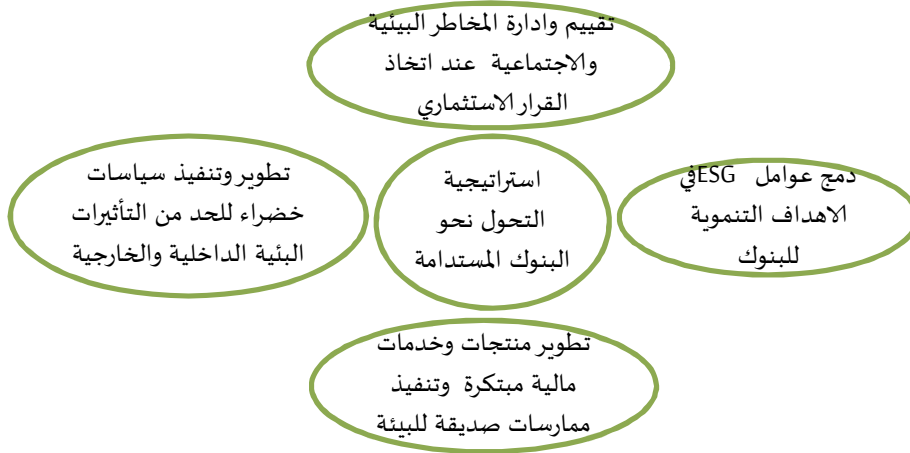 تقييم وادارة المخاطر البيئية
والاجتماعية عند اتخاذ
القرار الاستثماري
دمج عوامل ESGفي
الاهداف التنموية
للبنوك
استراتيجية
التحول نحو
البنوك المستدامة
تطوير وتنفيذ سياسات
خضراء للحد من التأثيرات
البئية الداخلية والخارجية
تطوير منتجات وخدمات
مالية مبتكرة وتنفيذ
ممارسات صديقة للبيئة